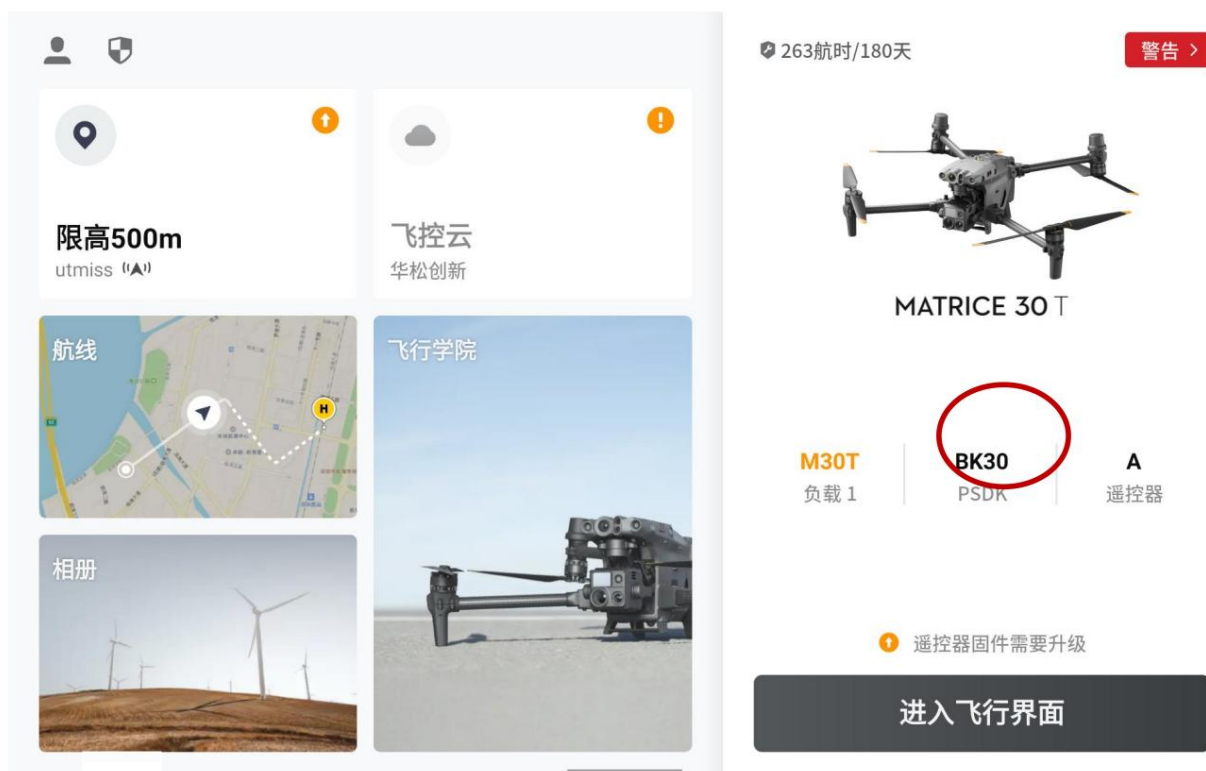 263航时/180天
警告 >
限高500m
utmiss
飞控云
华松创新
MATRICE 30 T
航线
H
飞行学院
M30T
负载 1
BK30
PSDK
A
遥控器
相册
遥控器固件需要升级
进入飞行界面